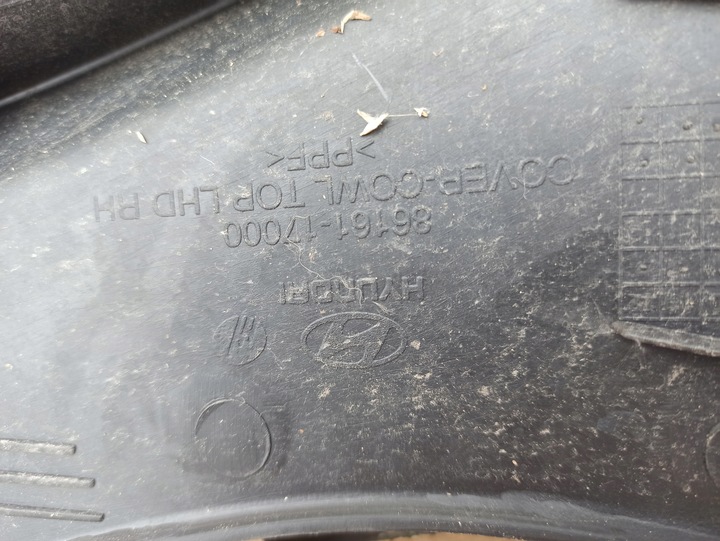 HYUNDAI
86161-17000
COVER-COWL TOP LHD RH
>PPF<